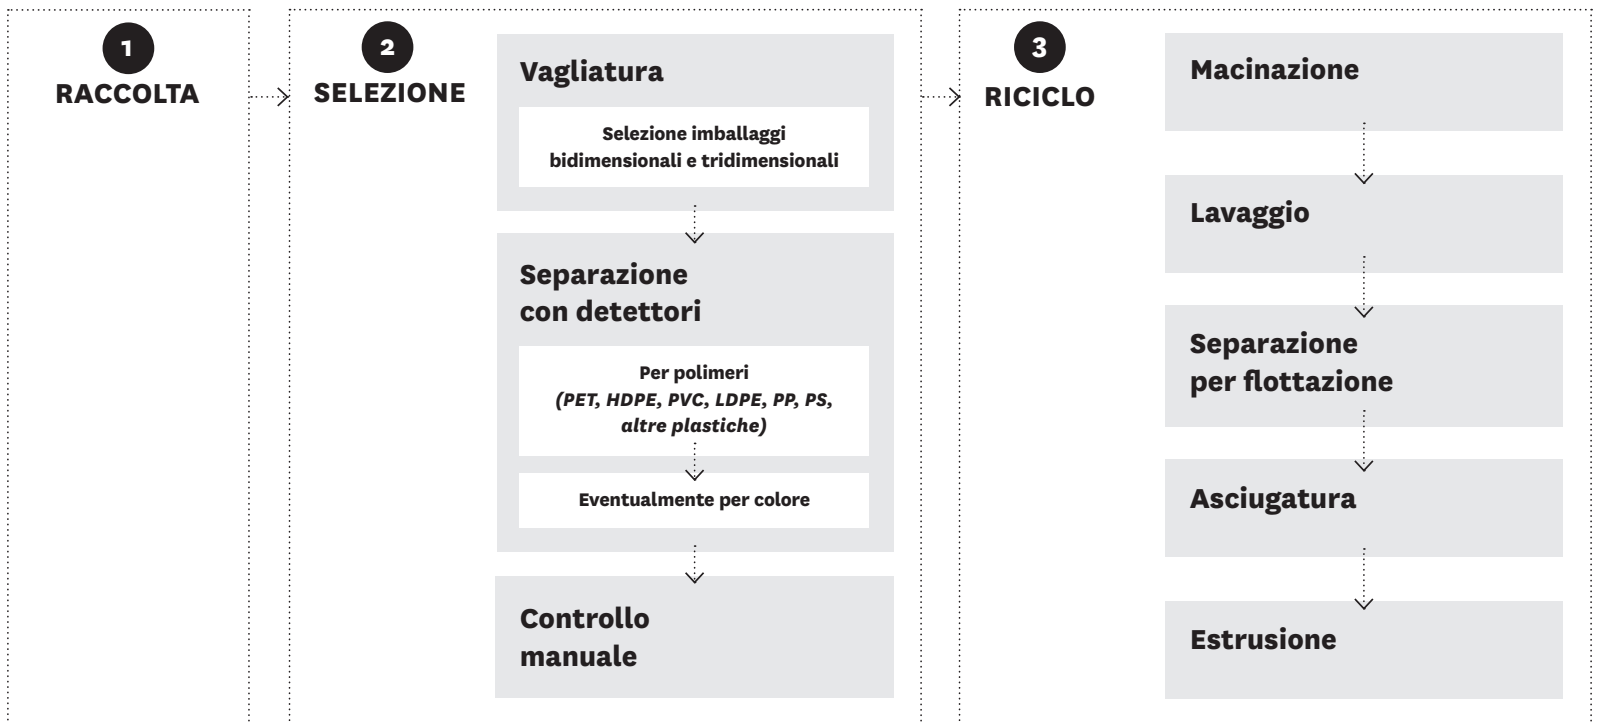 1
RACCOLTA
2
SELEZIONE
Vagliatura
Selezione imballaggi
bidimensionali e tridimensionali
Separazione
con detettori
Per polimeri
(PET, HDPE, PVC, LDPE, PP, PS,
altre plastiche)
Eventualmente per colore
Controllo
manuale
3
RICICLO
Macinazione
Lavaggio
Separazione
per flottazione
Asciugatura
Estrusione